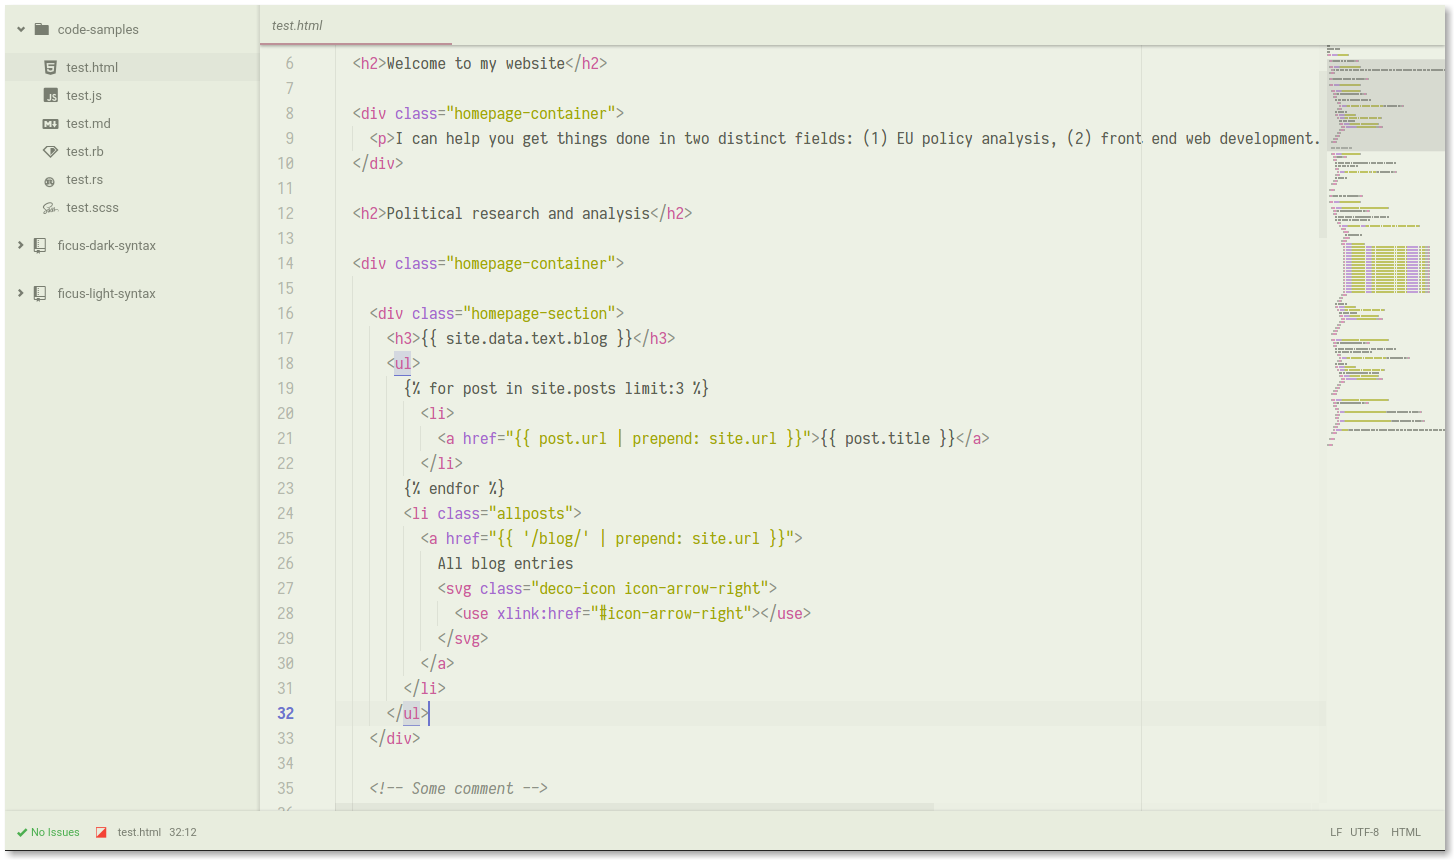 code-samples
test.html
test.js
test.md
test.rb
test.rs
test.scss
ficus-dark-syntax
ficus-light-syntax
test.html
6 <h2>Welcome to my website</h2>
7
8 <div class="homepage-container">
9 <p>I can help you get things done in two distinct fields: (1) EU policy analysis, (2) front end web development.
10 </div>
11
12 <h2>Political research and analysis</h2>
13
14 <div class="homepage-container">
15
16 <div class="homepage-section">
17 <h3>{{ site.data.text.blog }}</h3>
18 <ul>
19 {% for post in site.posts limit:3 %}
20 <li>
21 <a href="{{ post.url | prepend: site.url }}">{{ post.title }}</a>
22 </li>
23 {% endfor %}
24 <li class="allposts">
25 <a href="{{ '/blog/' | prepend: site.url }}">
26 All blog entries
27 <svg class="deco-icon icon-arrow-right">
28 <use xlink:href="#icon-arrow-right"></use>
29 </svg>
30 </a>
31 </li>
32 </ul>
33 </div>
34
35 <!-- Some comment -->
No Issues test.html 32:12 LF UTF-8 HTML